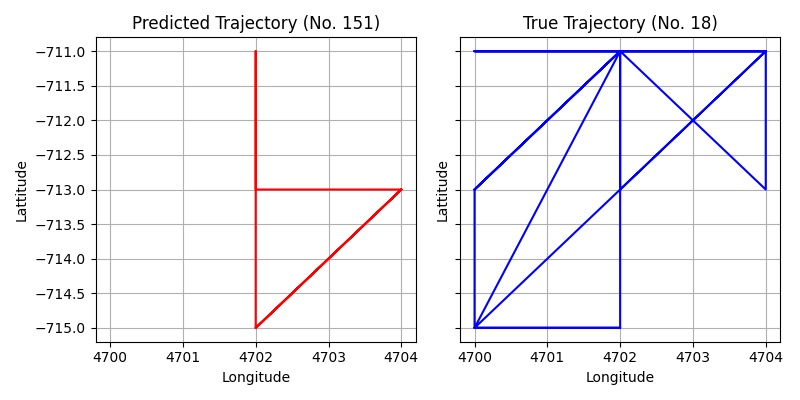 Predicted Trajectory (No. 151)
True Trajectory (No. 18)
Lattitude
−711.0
−711.5
−712.0
−712.5
−713.0
−713.5
−714.0
−714.5
−715.0
4700 4701 4702 4703 4704
Longitude
Lattitude
4700 4701 4702 4703 4704
Longitude